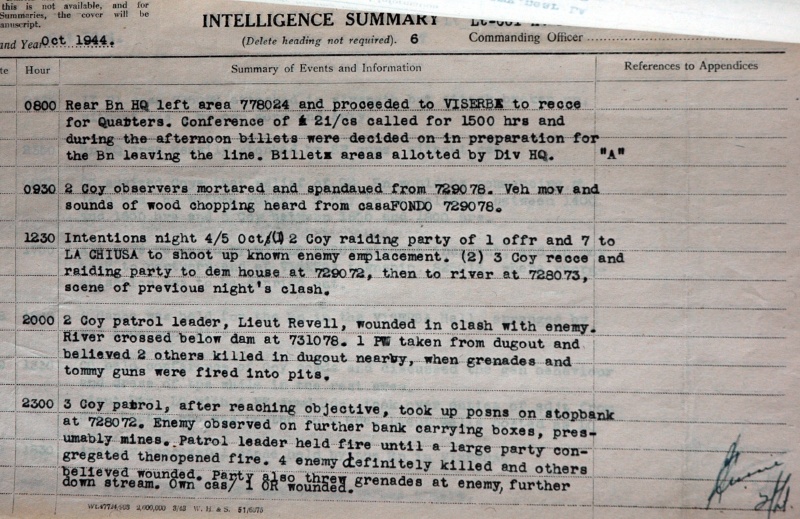 this is not available, and for
Summaries, the cover will be
manuscript.
INTELLIGENCE SUMMARY
and Year Oct 1944.
(Delete heading not required). 6
Commanding Officer
Hour
Summary of Events and Information
References to Appendices
0800 Rear Bn HQ left area 778024 and proceeded to VISERBE to recce
for Quarters. Conference of 21/cs called for 1500 hrs and
during the afternoon billets were decided on in preparation for
the Bn leaving the line. Billets areas allotted by Div HQ. "A"
0930 2 Coy observers mortared and spandaued from 729078. Veh mov and
sounds of wood chopping heard from casaFONDO 729078.
1230 Intentions night 4/5 Oct/(1) 2 Coy raiding party of 1 offr and 7 to
LA CHIUSA to shoot up known enemy emplacement. (2) 3 Coy recce and
raiding party to dem house at 729072, then to river at 728073,
scene of previous night's clash.
2000 2 Coy patrol leader, Lieut Revell, wounded in clash with enemy.
River crossed below dam at 731078. 1 PW taken from dugout and
believed 2 others killed in dugout nearby, when grenades and
tommy guns were fired into pits.
2300 3 Coy patrol, after reaching objective, took up posns on stopbank
at 728072. Enemy observed on further bank carrying boxes, pres-
umably mines. Patrol leader held fire until a large party con-
gregated thenopened fire. 4 enemy definitely killed and others
believed wounded. Party also threw grenades at enemy, further
down stream. Own cas/ 1 OR wounded.
2,000,000 3/43 W. H. & S. 51/6375